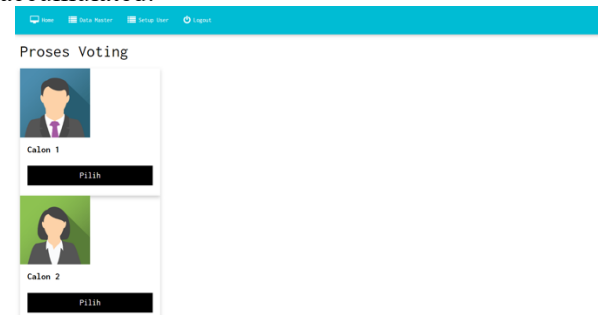 Home Data Master Setup User Logout
Proses Voting
Calon 1
Pilih
Calon 2
Pilih